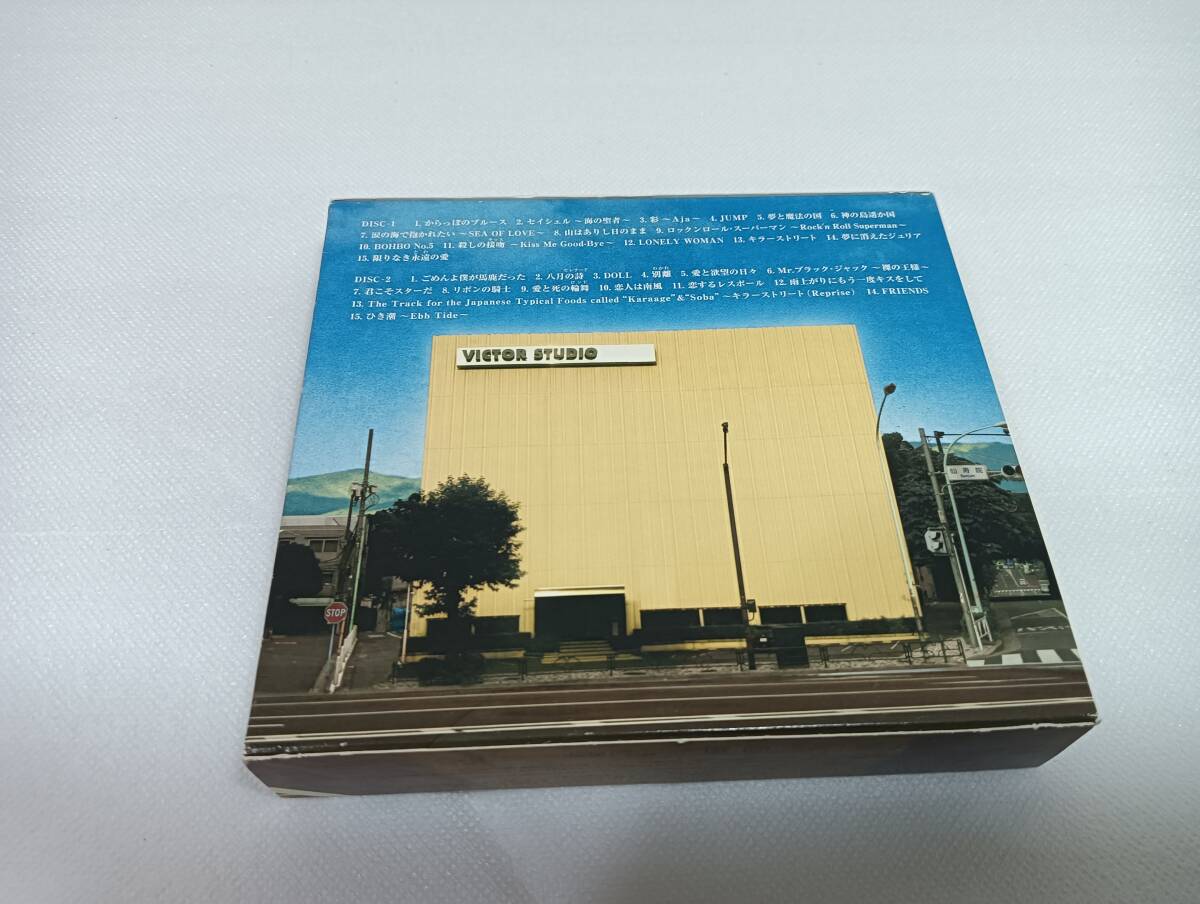 DISC-1 1. からっぽのブルース 2. セイシェル ～海の聖者～ 3. 彩 ～Aja～ 4. JUMP 5. 夢と魔法の国 6. 神の島遥か国
7. 涙の海で抱かれたい ～SEA OF LOVE～ 8. 山はありし日のまま 9. ロックンロール・スーパーマン ～Rock'n Roll Superman～
10. BOHBO No.5 11. 殺しの接吻 ～Kiss Me Good-Bye～ 12. LONELY WOMAN 13. キラーストリート 14. 夢に消えたジュリア
15. 限りなき永遠の愛
DISC-2 1. ごめんよ僕が馬鹿だった 2. 八月の詩 3. DOLL 4. 別離 5. 愛と欲望の日々 6. Mr.ブラック・ジャック ～裸の王様～
7. 君こそスターだ 8. リボンの騎士 9. 愛と死の輪舞 10. 恋人は南風 11. 恋するレスポール 12. 雨上がりにもう一度キスをして
13. The Track for the Japanese Typical Foods called "Karaage"&"Soba" ～キラーストリート (Reprise) 14. FRIENDS
15. ひき潮 ～Ebb Tide～
VICTOR STUDIO
仙寿院
STOP